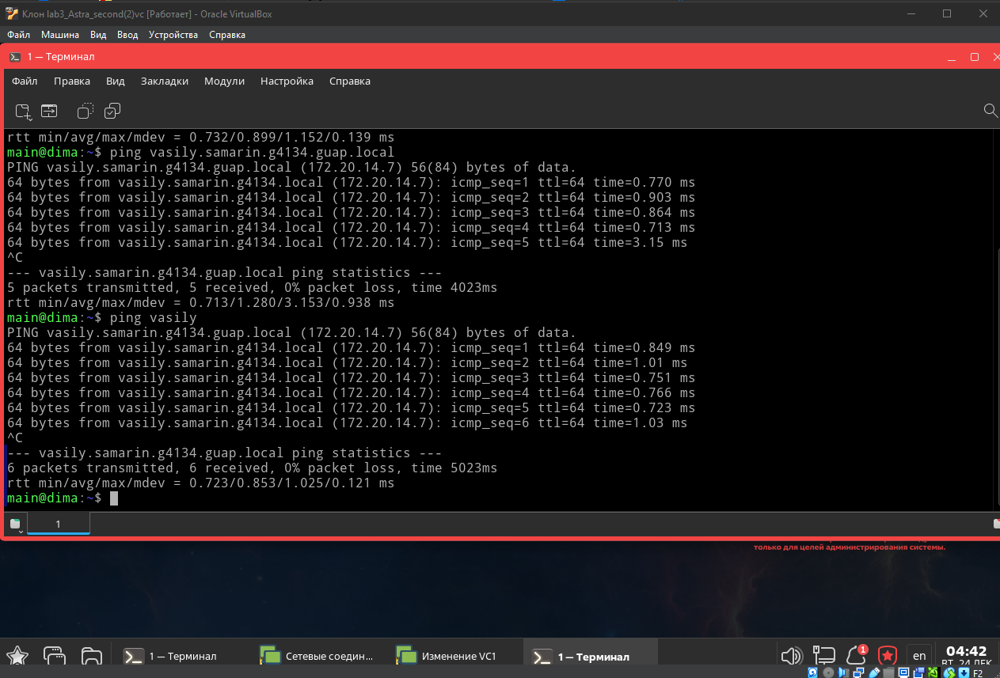 Клон lab3_Astra_second(2)vc [Работает] - Oracle VirtualBox
Файл Машина Вид Ввод Устройства Справка
1 — Терминал
Файл Правка Вид Закладки Модули Настройка Справка
rtt min/avg/max/mdev = 0.732/0.899/1.152/0.139 ms
main@dima:~$ ping vasily.samarin.g4134.guap.local
PING vasily.samarin.g4134.guap.local (172.20.14.7) 56(84) bytes of data.
64 bytes from vasily.samarin.g4134.local (172.20.14.7): icmp_seq=1 ttl=64 time=0.770 ms
64 bytes from vasily.samarin.g4134.local (172.20.14.7): icmp_seq=2 ttl=64 time=0.903 ms
64 bytes from vasily.samarin.g4134.local (172.20.14.7): icmp_seq=3 ttl=64 time=0.864 ms
64 bytes from vasily.samarin.g4134.local (172.20.14.7): icmp_seq=4 ttl=64 time=0.713 ms
64 bytes from vasily.samarin.g4134.local (172.20.14.7): icmp_seq=5 ttl=64 time=3.15 ms
^C
--- vasily.samarin.g4134.guap.local ping statistics ---
5 packets transmitted, 5 received, 0% packet loss, time 4023ms
rtt min/avg/max/mdev = 0.713/1.280/3.153/0.938 ms
main@dima:~$ ping vasily
PING vasily.samarin.g4134.guap.local (172.20.14.7) 56(84) bytes of data.
64 bytes from vasily.samarin.g4134.local (172.20.14.7): icmp_seq=1 ttl=64 time=0.849 ms
64 bytes from vasily.samarin.g4134.local (172.20.14.7): icmp_seq=2 ttl=64 time=1.01 ms
64 bytes from vasily.samarin.g4134.local (172.20.14.7): icmp_seq=3 ttl=64 time=0.751 ms
64 bytes from vasily.samarin.g4134.local (172.20.14.7): icmp_seq=4 ttl=64 time=0.766 ms
64 bytes from vasily.samarin.g4134.local (172.20.14.7): icmp_seq=5 ttl=64 time=0.723 ms
64 bytes from vasily.samarin.g4134.local (172.20.14.7): icmp_seq=6 ttl=64 time=1.03 ms
^C
--- vasily.samarin.g4134.guap.local ping statistics ---
6 packets transmitted, 6 received, 0% packet loss, time 5023ms
rtt min/avg/max/mdev = 0.723/0.853/1.025/0.121 ms
main@dima:~$
1
только для целей администрирования системы.
1 — Терминал Сетевые соедин... Изменение VC1 1 — Терминал 1 en 04:42
ВТ, 24 ДЕК
F2